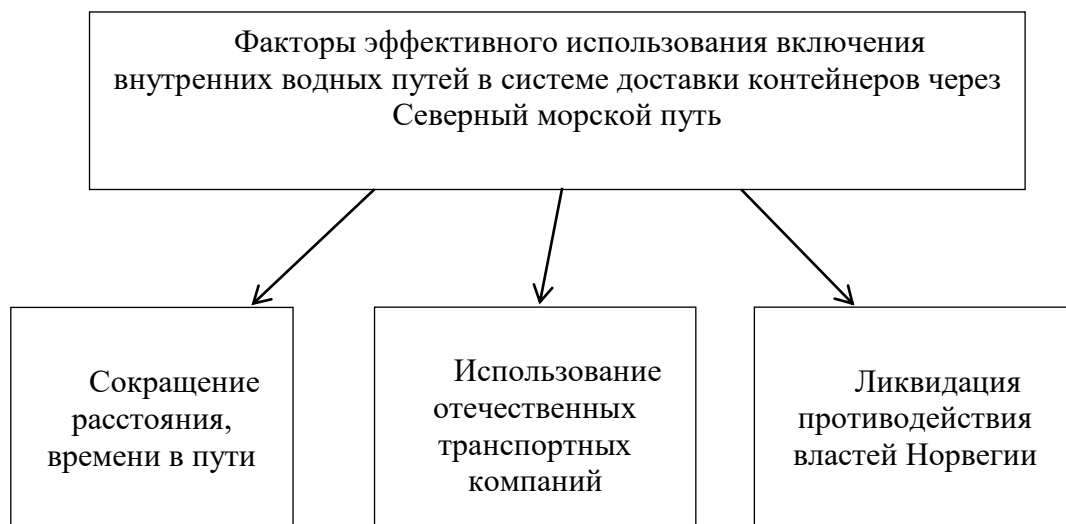 Факторы эффективного использования включения
внутренних водных путей в системе доставки контейнеров через
Северный морской путь
Сокращение
расстояния,
времени в пути
Использование
отечественных
транспортных
компаний
Ликвидация
противодействия
властей Норвегии